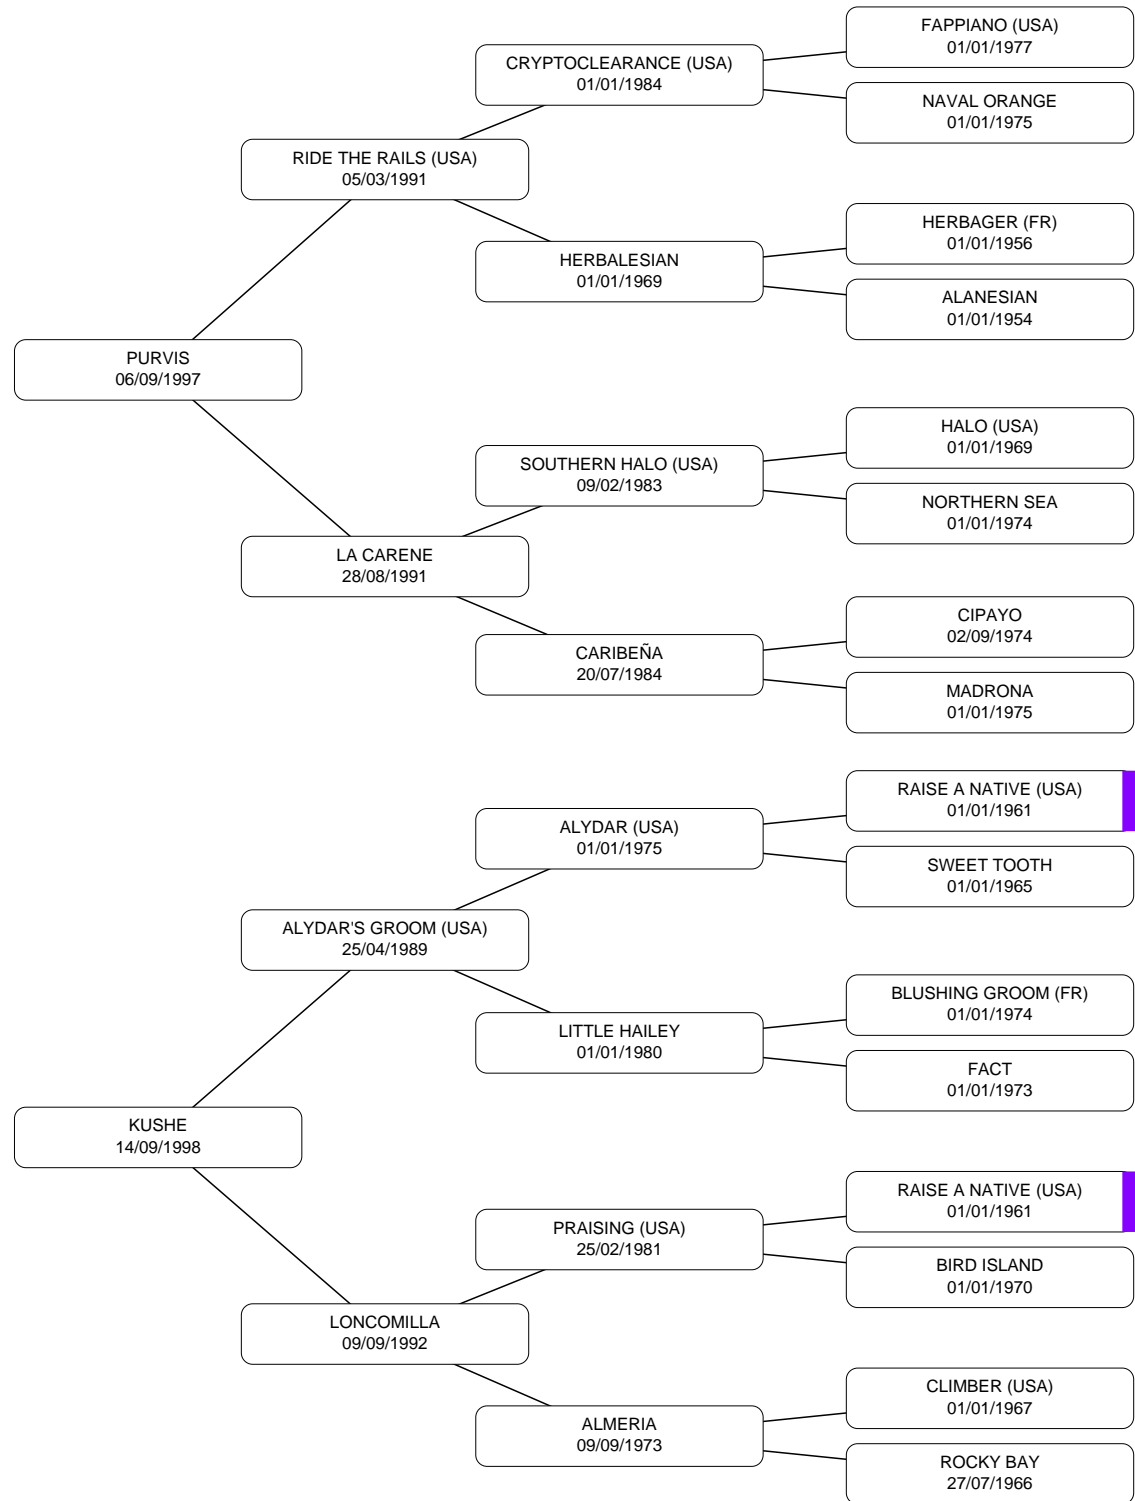 FAPPIANO (USA)
01/01/1977
CRYPTOCLEARANCE (USA)
01/01/1984
NAVAL ORANGE
01/01/1975
RIDE THE RAILS (USA)
05/03/1991
HERBAGER (FR)
01/01/1956
HERBALESIAN
01/01/1969
ALANESIAN
01/01/1954
PURVIS
06/09/1997
HALO (USA)
01/01/1969
SOUTHERN HALO (USA)
09/02/1983
NORTHERN SEA
01/01/1974
LA CARENE
28/08/1991
CIPAYO
02/09/1974
CARIBEÑA
20/07/1984
MADRONA
01/01/1975
RAISE A NATIVE (USA)
01/01/1961
ALYDAR (USA)
01/01/1975
SWEET TOOTH
01/01/1965
ALYDAR'S GROOM (USA)
25/04/1989
BLUSHING GROOM (FR)
01/01/1974
LITTLE HAILEY
01/01/1980
FACT
01/01/1973
KUSHE
14/09/1998
RAISE A NATIVE (USA)
01/01/1961
PRAISING (USA)
25/02/1981
BIRD ISLAND
01/01/1970
LONCOMILLA
09/09/1992
CLIMBER (USA)
01/01/1967
ALMERIA
09/09/1973
ROCKY BAY
27/07/1966